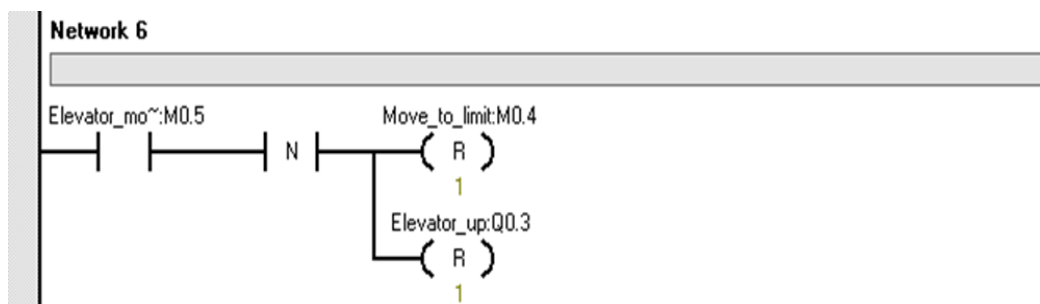 Network 6
Elevator_mo~:M0.5 Move_to_limit:M0.4
N R
1
Elevator_up:Q0.3
R
1